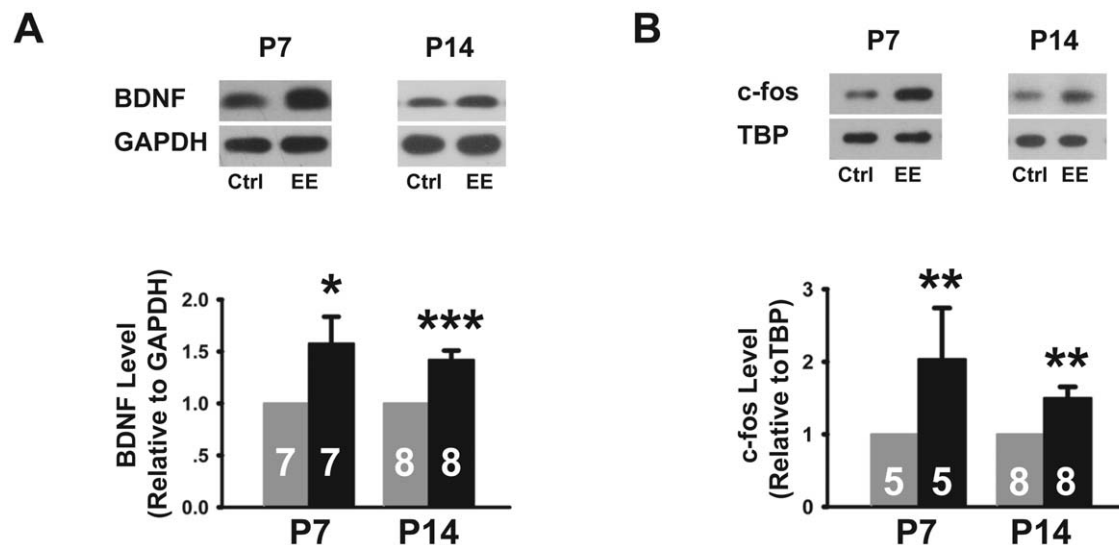 A
P7 P14
BDNF
GAPDH
Ctrl EE Ctrl EE
BDNF Level
(Relative to GAPDH)
2.0
1.5
1.0
.5
0.0
* ***
7 7 8 8
P7 P14
B
P7 P14
c-fos
TBP
Ctrl EE Ctrl EE
c-fos Level
(Relative toTBP)
3
2
1
0
** **
5 5 8 8
P7 P14